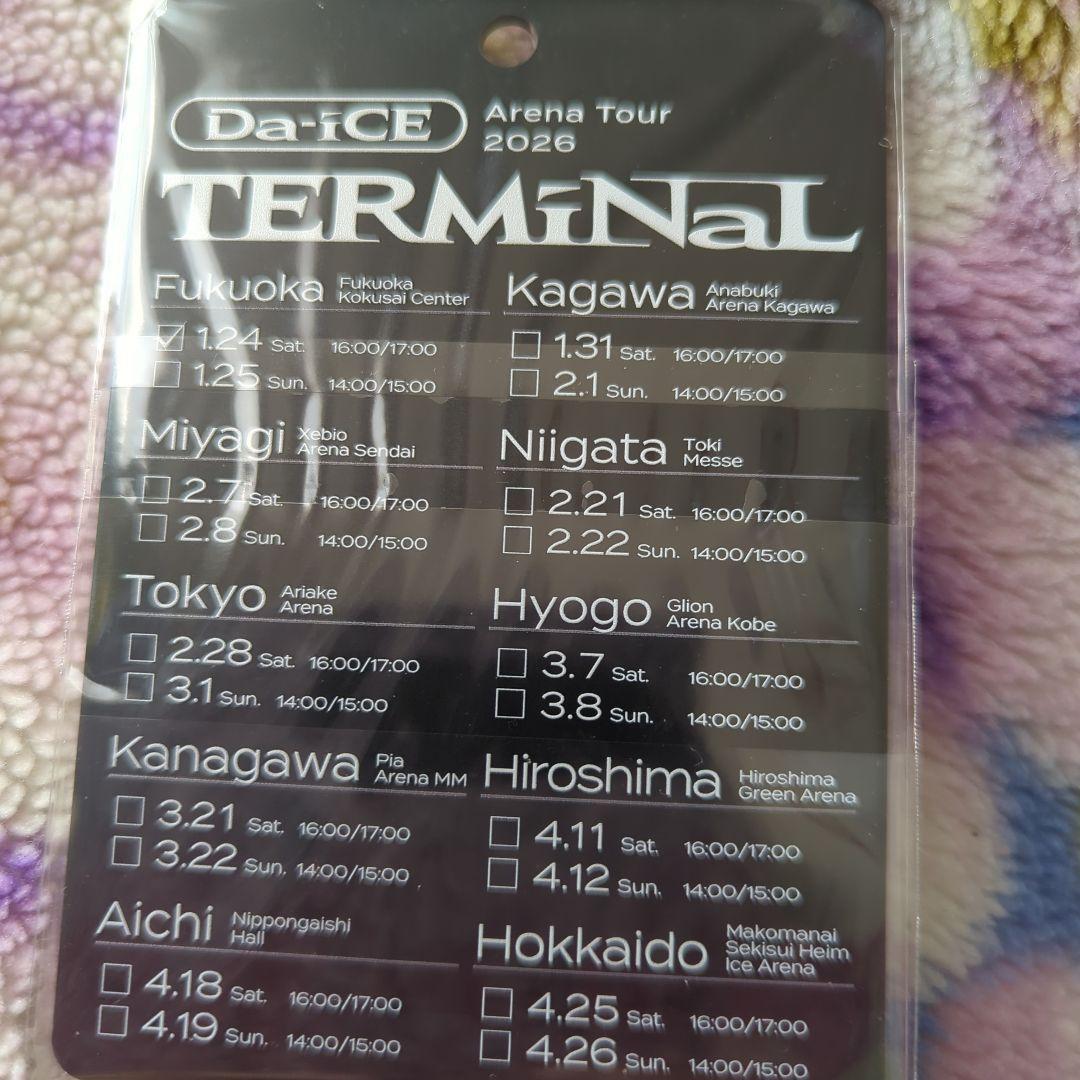 Da-iCE Arena Tour
2026
TERMiNaL
Fukuoka Fukuoka
Kokusai Center
1.24 Sat. 16:00/17:00
1.25 Sun. 14:00/15:00
Kagawa Anabuki
Arena Kagawa
1.31 Sat. 16:00/17:00
2.1 Sun. 14:00/15:00
Miyagi Xebio
Arena Sendai
2.7 Sat. 16:00/17:00
2.8 Sun. 14:00/15:00
Niigata Toki
Messe
2.21 Sat. 16:00/17:00
2.22 Sun. 14:00/15:00
Tokyo Ariake
Arena
2.28 Sat. 16:00/17:00
3.1 Sun. 14:00/15:00
Hyogo Glion
Arena Kobe
3.7 Sat. 16:00/17:00
3.8 Sun. 14:00/15:00
Kanagawa Pia
Arena MM
3.21 Sat. 16:00/17:00
3.22 Sun. 14:00/15:00
Hiroshima Hiroshima
Green Arena
4.11 Sat. 16:00/17:00
4.12 Sun. 14:00/15:00
Aichi Nippongaishi
Hall
4.18 Sat. 16:00/17:00
4.19 Sun. 14:00/15:00
Hokkaido Makomanai
Sekisui Heim
Ice Arena
4.25 Sat. 16:00/17:00
4.26 Sun. 14:00/15:00